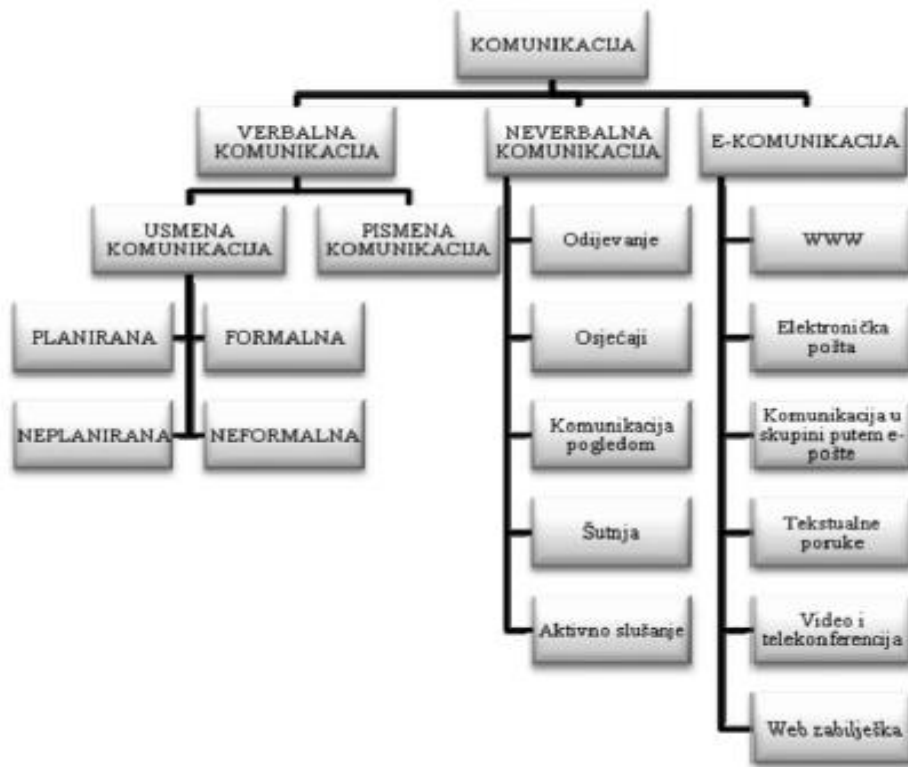 KOMUNIKACIJA
VERBALNA
KOMUNIKACIJA
NEVERBALNA
KOMUNIKACIJA
E-KOMUNIKACIJA
USMENA
KOMUNIKACIJA
PISMENA
KOMUNIKACIJA
PLANIRANA
FORMALNA
NEPLANIRANA
NEFORMALNA
Odijevanje
Osjećaji
Komunikacija
pogledom
Šutnja
Aktivno slušanje
WWW
Elektronička
pošta
Komunikacija u
skupini putem e-
pošte
Tekstualne
poruke
Video i
telekonferencija
Web zabilješka